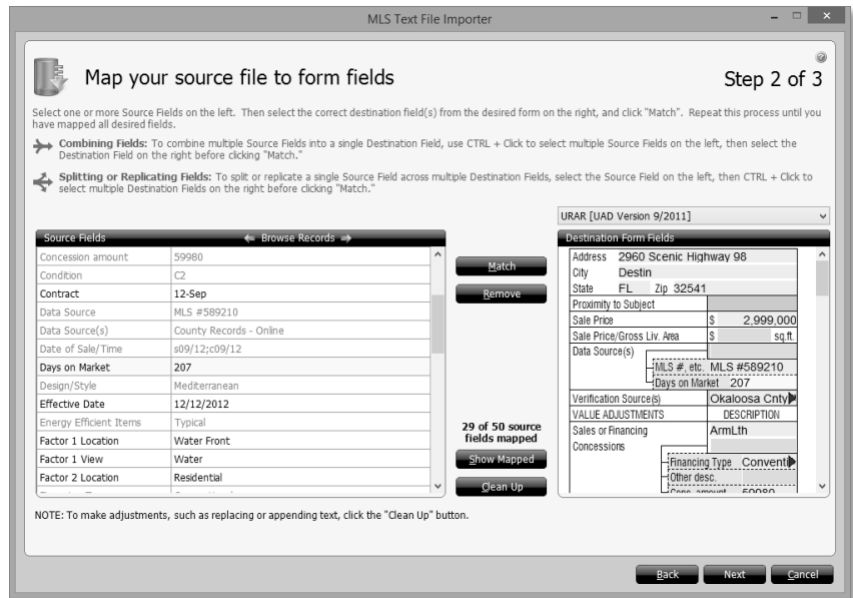 MLS Text File Importer
Map your source file to form fields
Step 2 of 3
Select one or more Source Fields on the left. Then select the correct destination field(s) from the desired form on the right, and click "Match". Repeat this process until you
have mapped all desired fields.
Combining Fields: To combine multiple Source Fields into a single Destination Field, use CTRL + Click to select multiple Source Fields on the left, then select the
Destination Field on the right before clicking "Match."
Splitting or Replicating Fields: To split or replicate a single Source Field across multiple Destination Fields, select the Source Field on the left, then CTRL + Click to
select multiple Destination Fields on the right before clicking "Match."
URAR [UAD Version 9/2011]
Source Fields Browse Records
Concession amount 59980
Condition C2
Contract 12-Sep
Data Source MLS #589210
Data Source(s) County Records - Online
Date of Sale/Time s09/12;c09/12
Days on Market 207
Design/Style Mediterranean
Effective Date 12/12/2012
Energy Efficient Items Typical
Factor 1 Location Water Front
Factor 1 View Water
Factor 2 Location Residential
Match
Remove
29 of 50 source
fields mapped
Show Mapped
Clean Up
Destination Form Fields
Address 2960 Scenic Highway 98
City Destin
State FL Zip 32541
Proximity to Subject
Sale Price $ 2,999,000
Sale Price/Gross Liv. Area $ sq.ft.
Data Source(s)
MLS #, etc. MLS #589210
Days on Market 207
Verification Source(s) Okaloosa Cnty
VALUE ADJUSTMENTS DESCRIPTION
Sales or Financing ArmLth
Concessions
Financing Type Conventi
Other desc.
Conc. amount 59980
NOTE: To make adjustments, such as replacing or appending text, click the "Clean Up" button.
Back Next Cancel